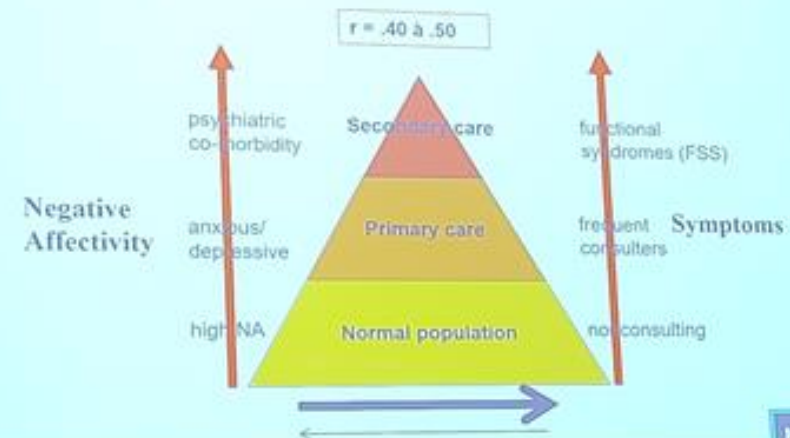 r = .40 à .50
psychiatric
co-morbidity
Secondary care
functional
syndromes (FSS)
Negative
Affectivity
anxious/
depressive
Primary care
frequent
consulters
Symptoms
high NA
Normal population
non consulting